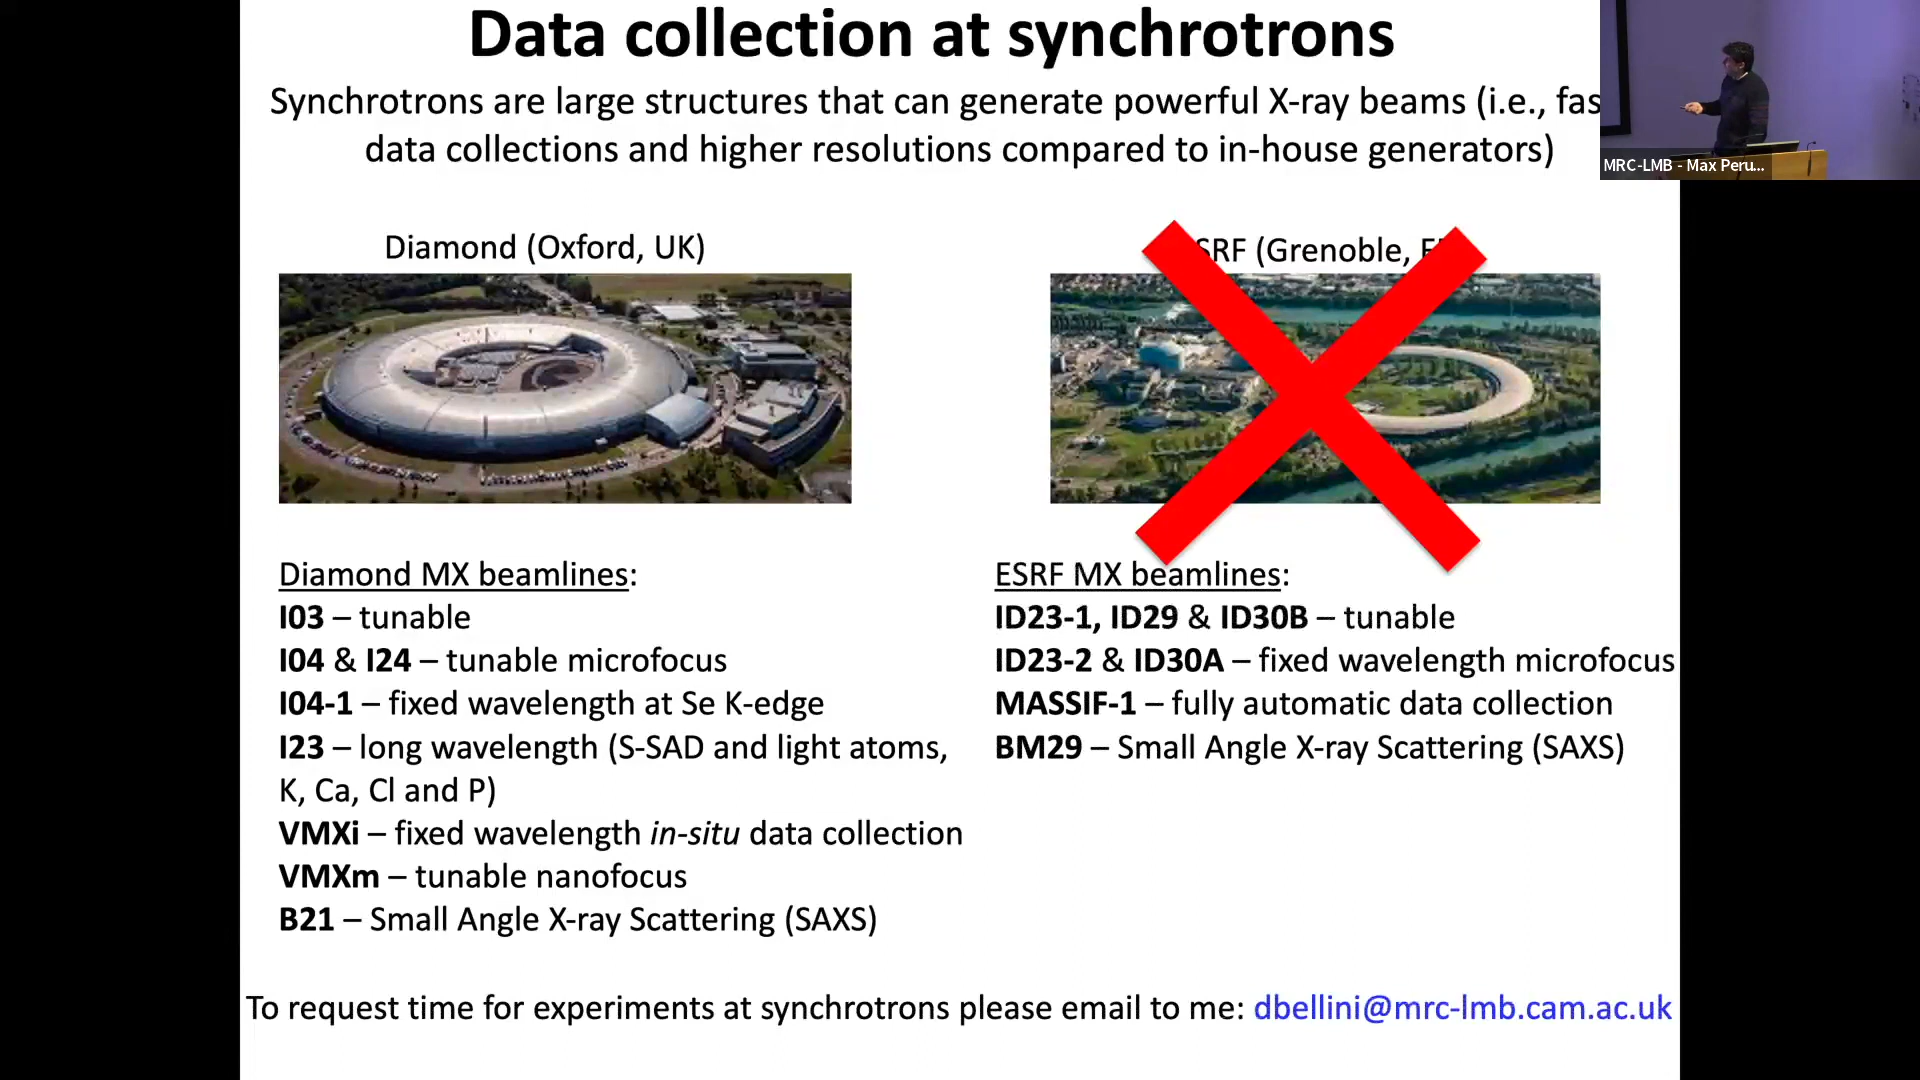 Data collection at synchrotrons
Synchrotrons are large structures that can generate powerful X-ray beams (i.e., fas
data collections and higher resolutions compared to in-house generators)
MRC-LMB - Max Peru...
Diamond (Oxford, UK)
SRF (Grenoble, F
Diamond MX beamlines:
I03 – tunable
I04 & I24 – tunable microfocus
I04-1 – fixed wavelength at Se K-edge
I23 – long wavelength (S-SAD and light atoms,
K, Ca, Cl and P)
VMXi – fixed wavelength in-situ data collection
VMXm – tunable nanofocus
B21 – Small Angle X-ray Scattering (SAXS)
ESRF MX beamlines:
ID23-1, ID29 & ID30B – tunable
ID23-2 & ID30A – fixed wavelength microfocus
MASSIF-1 – fully automatic data collection
BM29 – Small Angle X-ray Scattering (SAXS)
To request time for experiments at synchrotrons please email to me: dbellini@mrc-lmb.cam.ac.uk